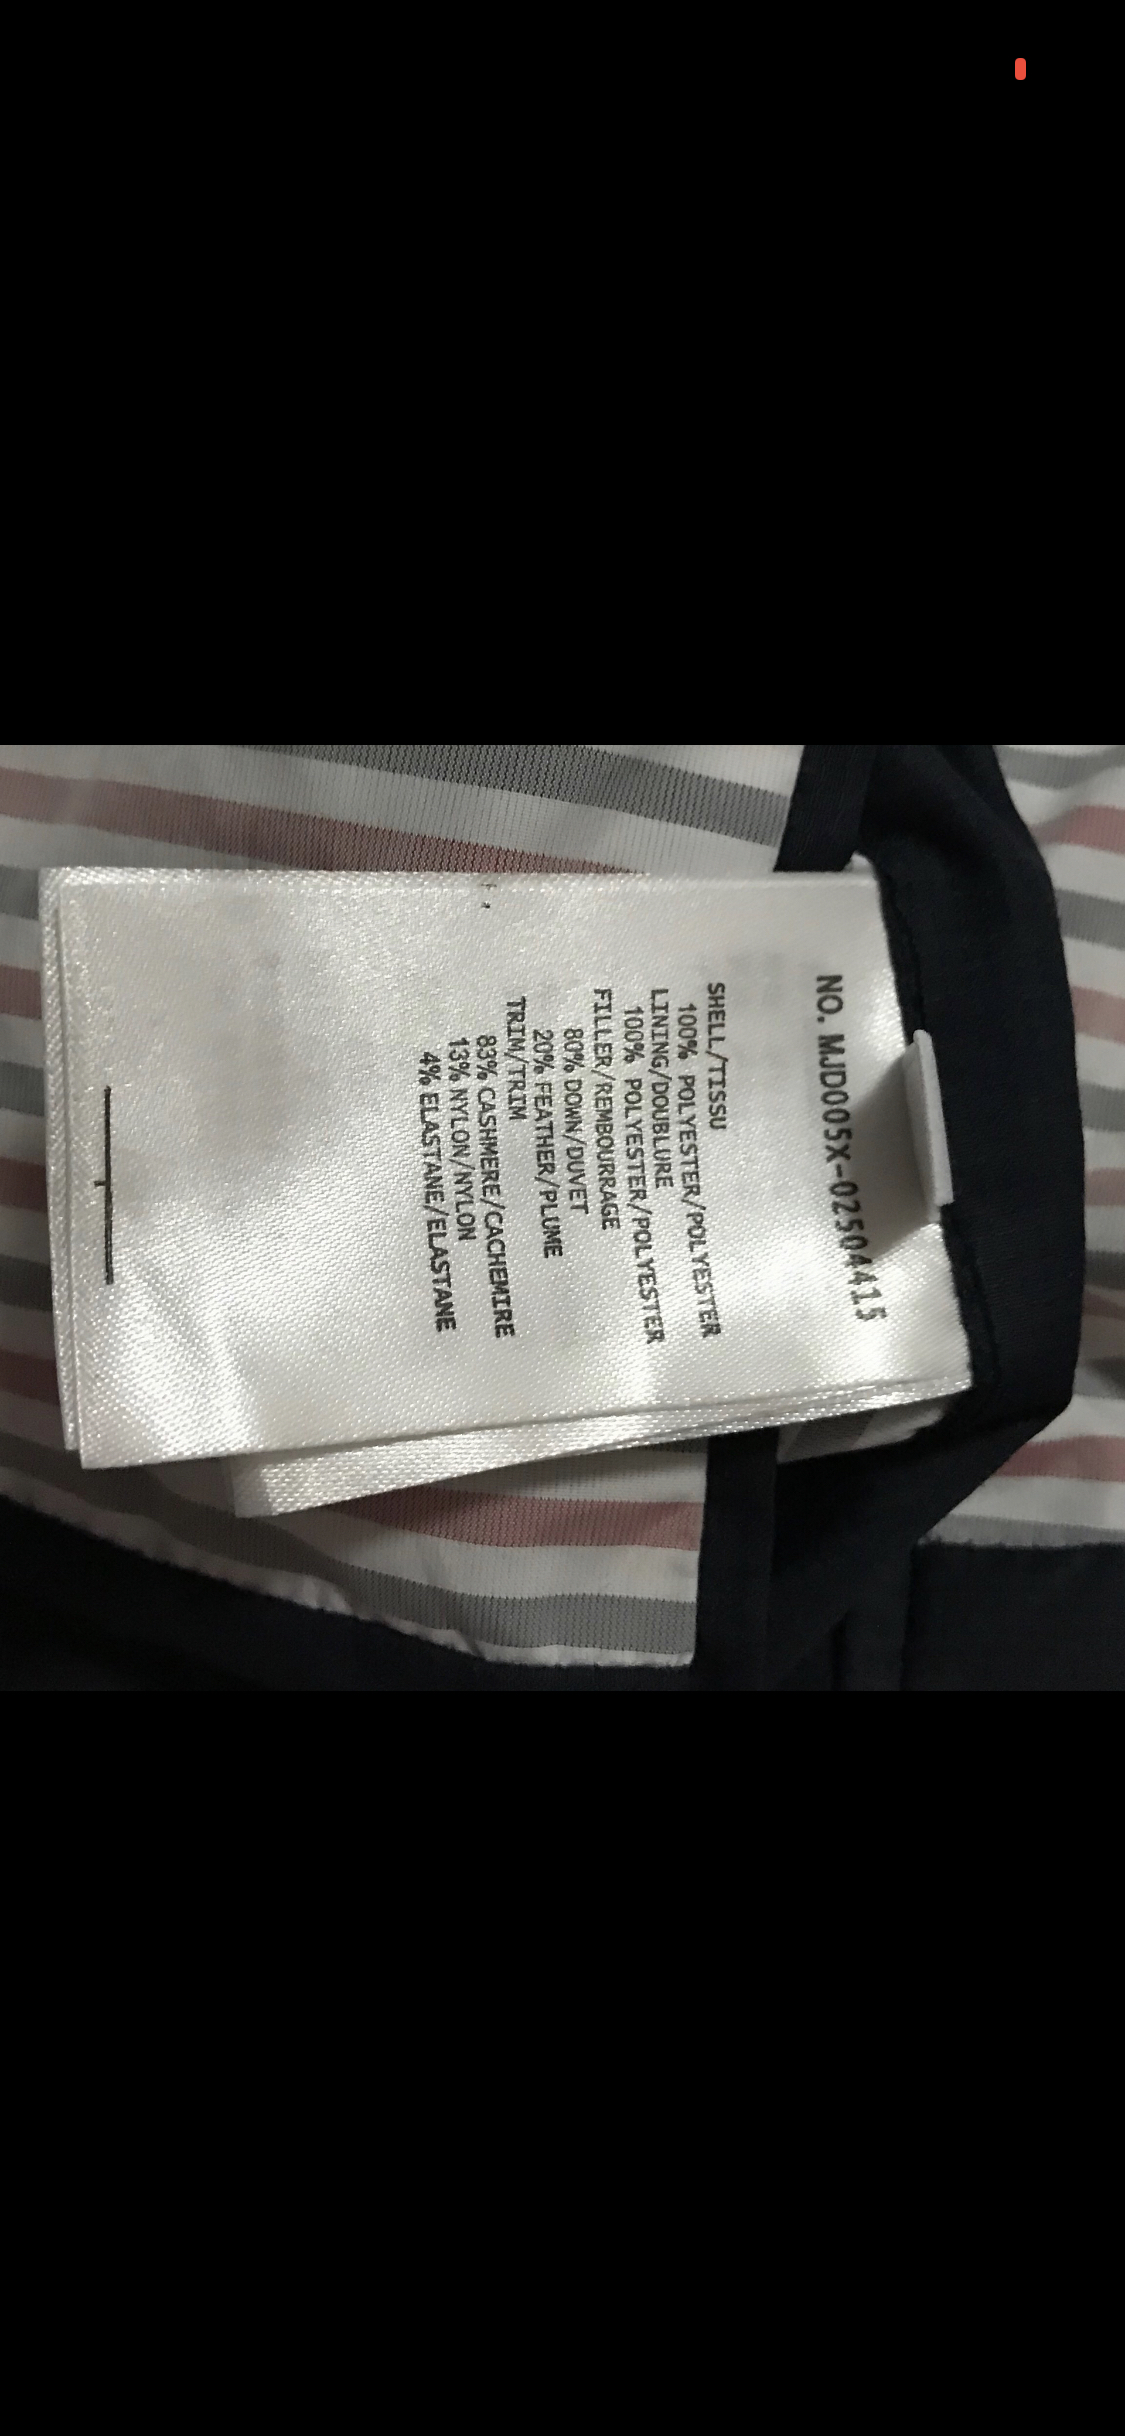 NO. MJD005X-02504415
SHELL/TISSU
100% POLYESTER/POLYESTER
LINING/DOUBLURE
100% POLYESTER/POLYESTER
FILLER/REMBOURRAGE
80% DOWN/DUVET
20% FEATHER/PLUME
TRIM/TRIM
83% CASHMERE/CACHEMIRE
13% NYLON/NYLON
4% ELASTANE/ELASTANE